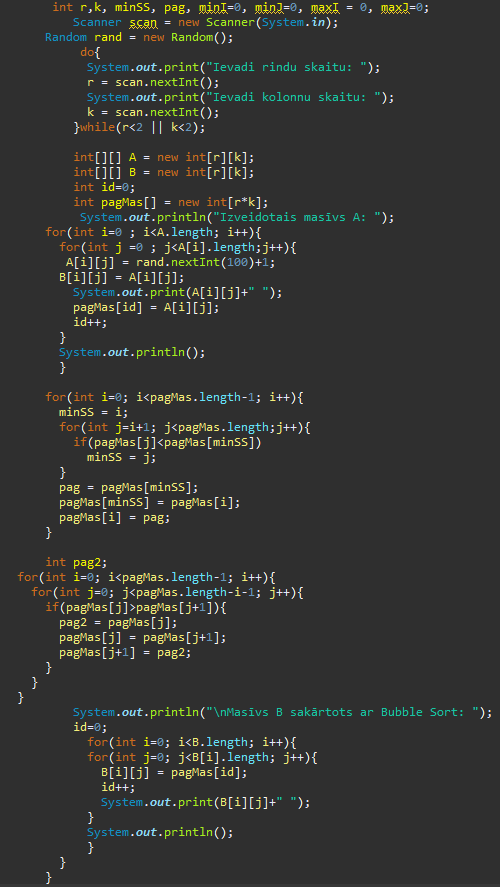 int r,k, minSS, pag, minI=0, minJ=0, maxI = 0, maxJ=0;
Scanner scan = new Scanner(System.in);
Random rand = new Random();
do{
System.out.print("Ievadi rindu skaitu: ");
r = scan.nextInt();
System.out.print("Ievadi kolonnu skaitu: ");
k = scan.nextInt();
}while(r<2 || k<2);

int[][] A = new int[r][k];
int[][] B = new int[r][k];
int id=0;
int pagMas[] = new int[r*k];
System.out.println("Izveidotais masīvs A: ");
for(int i=0 ; i<A.length; i++){
for(int j =0 ; j<A[i].length;j++){
A[i][j] = rand.nextInt(100)+1;
B[i][j] = A[i][j];
System.out.print(A[i][j]+" ");
pagMas[id] = A[i][j];
id++;
}
System.out.println();
}

for(int i=0; i<pagMas.length-1; i++){
minSS = i;
for(int j=i+1; j<pagMas.length;j++){
if(pagMas[j]<pagMas[minSS])
minSS = j;
}
pag = pagMas[minSS];
pagMas[minSS] = pagMas[i];
pagMas[i] = pag;
}

int pag2;
for(int i=0; i<pagMas.length-1; i++){
for(int j=0; j<pagMas.length-i-1; j++){
if(pagMas[j]>pagMas[j+1]){
pag2 = pagMas[j];
pagMas[j] = pagMas[j+1];
pagMas[j+1] = pag2;
}
}
}
System.out.println("\nMasīvs B sakārtots ar Bubble Sort: ");
id=0;
for(int i=0; i<B.length; i++){
for(int j=0; j<B[i].length; j++){
B[i][j] = pagMas[id];
id++;
System.out.print(B[i][j]+" ");
}
System.out.println();
}
}
}